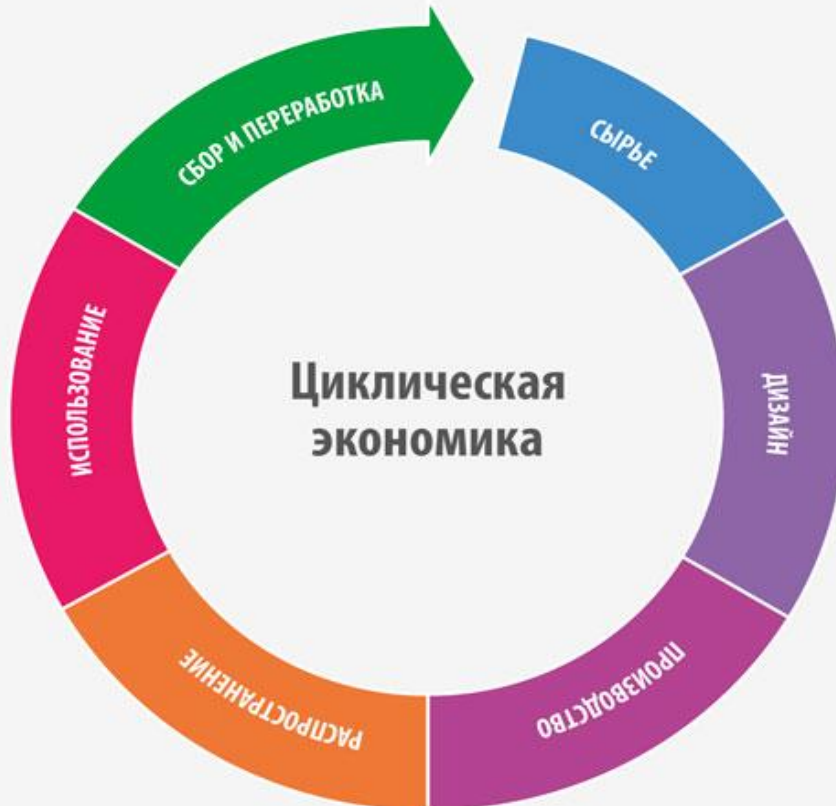 Циклическая
экономика
СЫРЬЕ
ДИЗАЙН
ПРОИЗВОДСТВО
РАСПРОСТРАНЕНИЕ
ИСПОЛЬЗОВАНИЕ
СБОР И ПЕРЕРАБОТКА